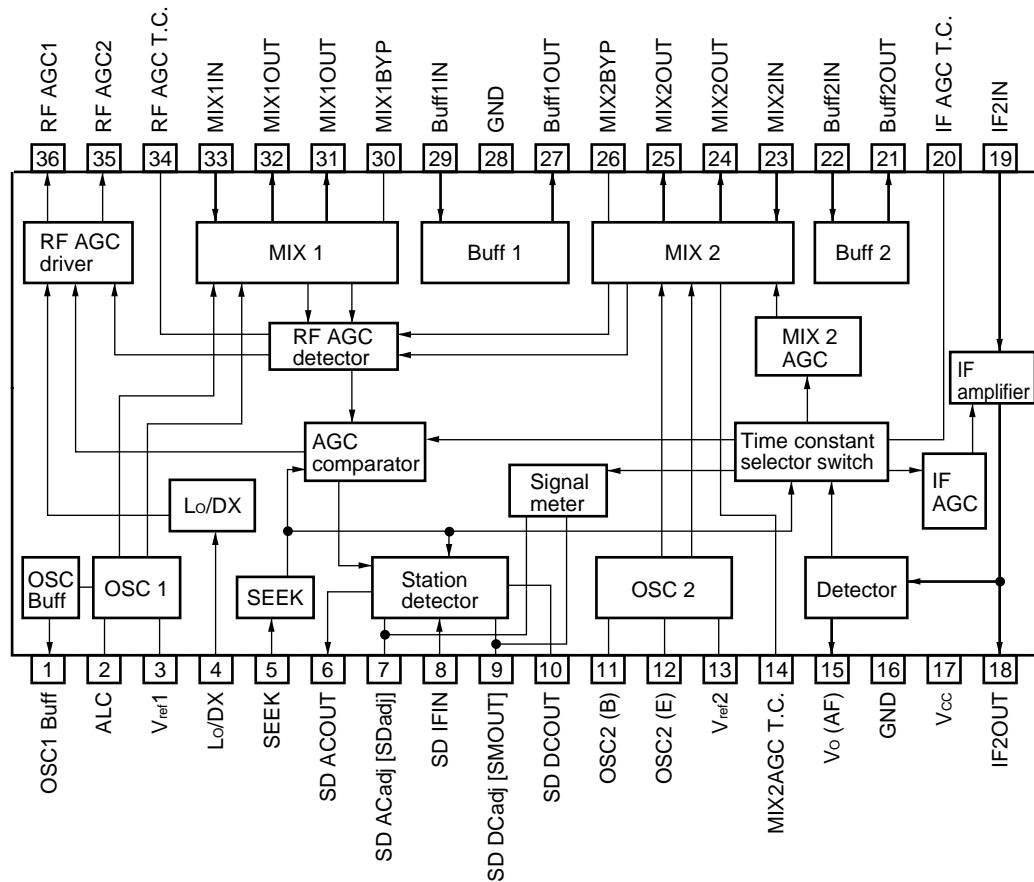 RF AGC1
RF AGC2
RF AGC T.C.
MIX1IN
MIX1OUT
MIX1OUT
MIX1BYP
Buff1IN
GND
Buff1OUT
MIX2BYP
MIX2OUT
MIX2OUT
MIX2IN
Buff2IN
Buff2OUT
IF AGC T.C.
IF2IN
36
35
34
33
32
31
30
29
28
27
26
25
24
23
22
21
20
19
RF AGC
driver
MIX 1
Buff 1
MIX 2
Buff 2
RF AGC
detector
MIX 2
AGC
IF
amplifier
AGC
comparator
Time constant
selector switch
Signal
meter
IF
AGC
LO/DX
OSC
Buff
OSC 1
SEEK
Station
detector
OSC 2
Detector
1
2
3
4
5
6
7
8
9
10
11
12
13
14
15
16
17
18
OSC1 Buff
ALC
Vref1
LO/DX
SEEK
SD ACOUT
SD ACadj [SDadj]
SD IFIN
SD DCadj [SMOUT]
SD DCOUT
OSC2 (B)
OSC2 (E)
Vref2
MIX2AGC T.C.
VO (AF)
GND
VCC
IF2OUT